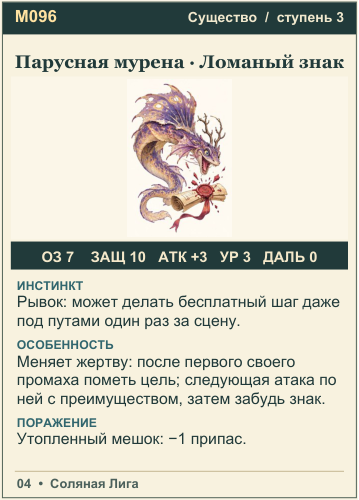 M096
Существо / ступень 3
Парусная мурена · Ломаный знак
ОЗ 7 ЗАЩ 10 АТК +3 УР 3 ДАЛЬ 0
ИНСТИНКТ
Рывок: может делать бесплатный шаг даже
под путами один раз за сцену.
ОСОБЕННОСТЬ
Меняет жертву: после первого своего
промаха пометь цель; следующая атака по
ней с преимуществом, затем забудь знак.
ПОРАЖЕНИЕ
Утопленный мешок: −1 припас.
04 • Соляная Лига